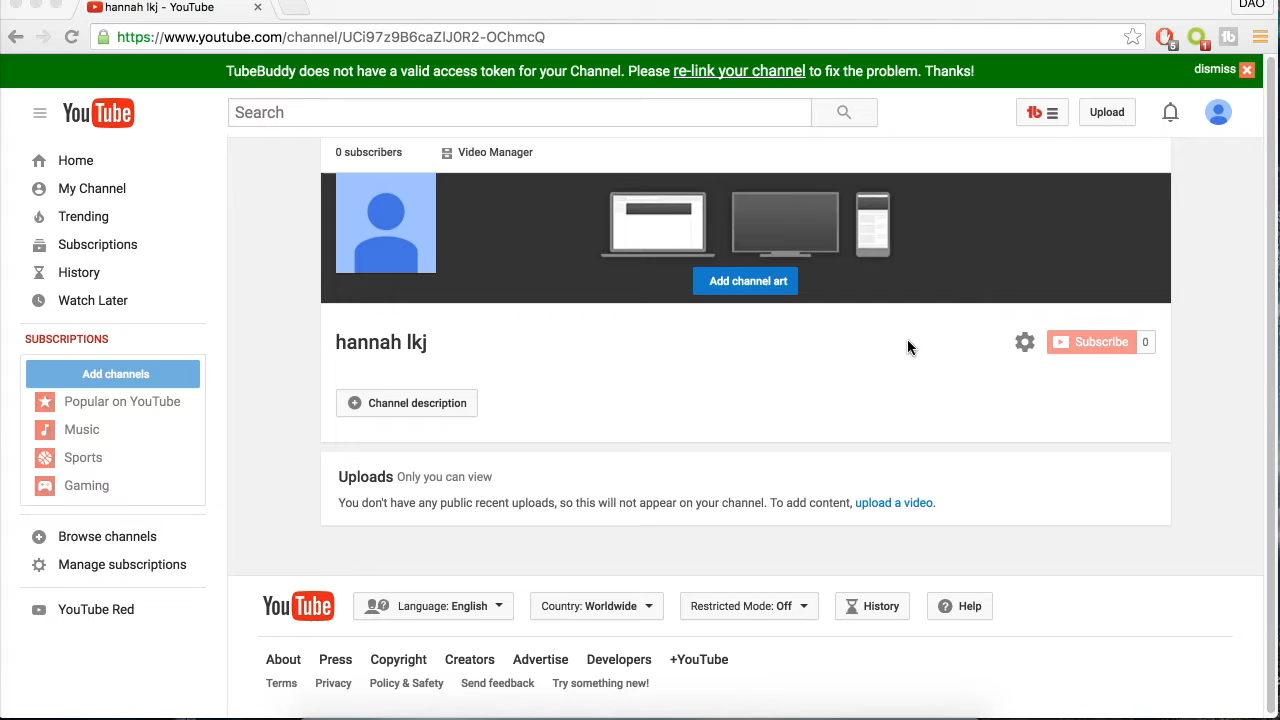 hannah lkj - YouTube
DAO
https://www.youtube.com/channel/UCi97z9B6caZlJ0R2-OChmcQ
5
1
tb
TubeBuddy does not have a valid access token for your Channel. Please re-link your channel to fix the problem. Thanks!
dismiss
YouTube
Search
tb
Upload
Home
My Channel
Trending
Subscriptions
History
Watch Later
SUBSCRIPTIONS
Add channels
Popular on YouTube
Music
Sports
Gaming
Browse channels
Manage subscriptions
YouTube Red
0 subscribers
Video Manager
Add channel art
hannah lkj
Subscribe 0
Channel description
Uploads Only you can view
You don't have any public recent uploads, so this will not appear on your channel. To add content, upload a video.
YouTube
Language: English
Country: Worldwide
Restricted Mode: Off
History
Help
About Press Copyright Creators Advertise Developers +YouTube
Terms Privacy Policy & Safety Send feedback Try something new!